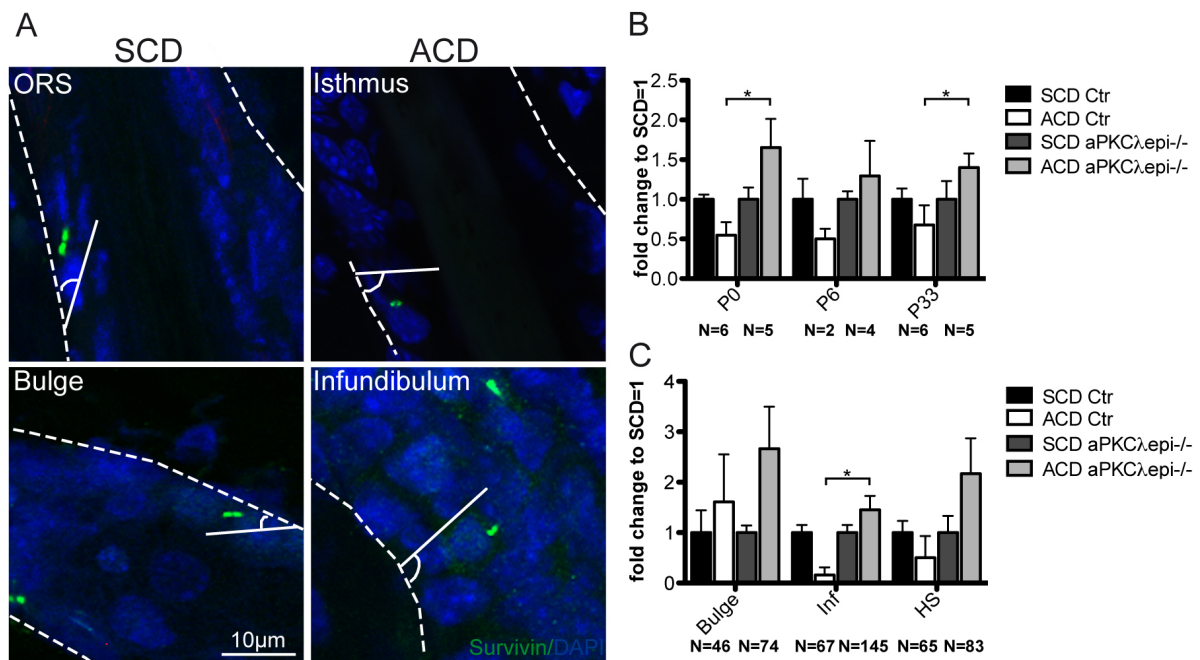 A
SCD
ACD
ORS
Isthmus
Bulge
Infundibulum
10µm
Survivin/DAPI
B
fold change to SCD=1
2.5
2.0
1.5
1.0
0.5
0.0
*
*
P0
P6
P33
N=6 N=5 N=2 N=4 N=6 N=5
SCD Ctr
ACD Ctr
SCD aPKCλepi-/-
ACD aPKCλepi-/-
C
fold change to SCD=1
4
3
2
1
0
*
Bulge
Inf
HS
N=46 N=74 N=67 N=145 N=65 N=83
SCD Ctr
ACD Ctr
SCD aPKCλepi-/-
ACD aPKCλepi-/-